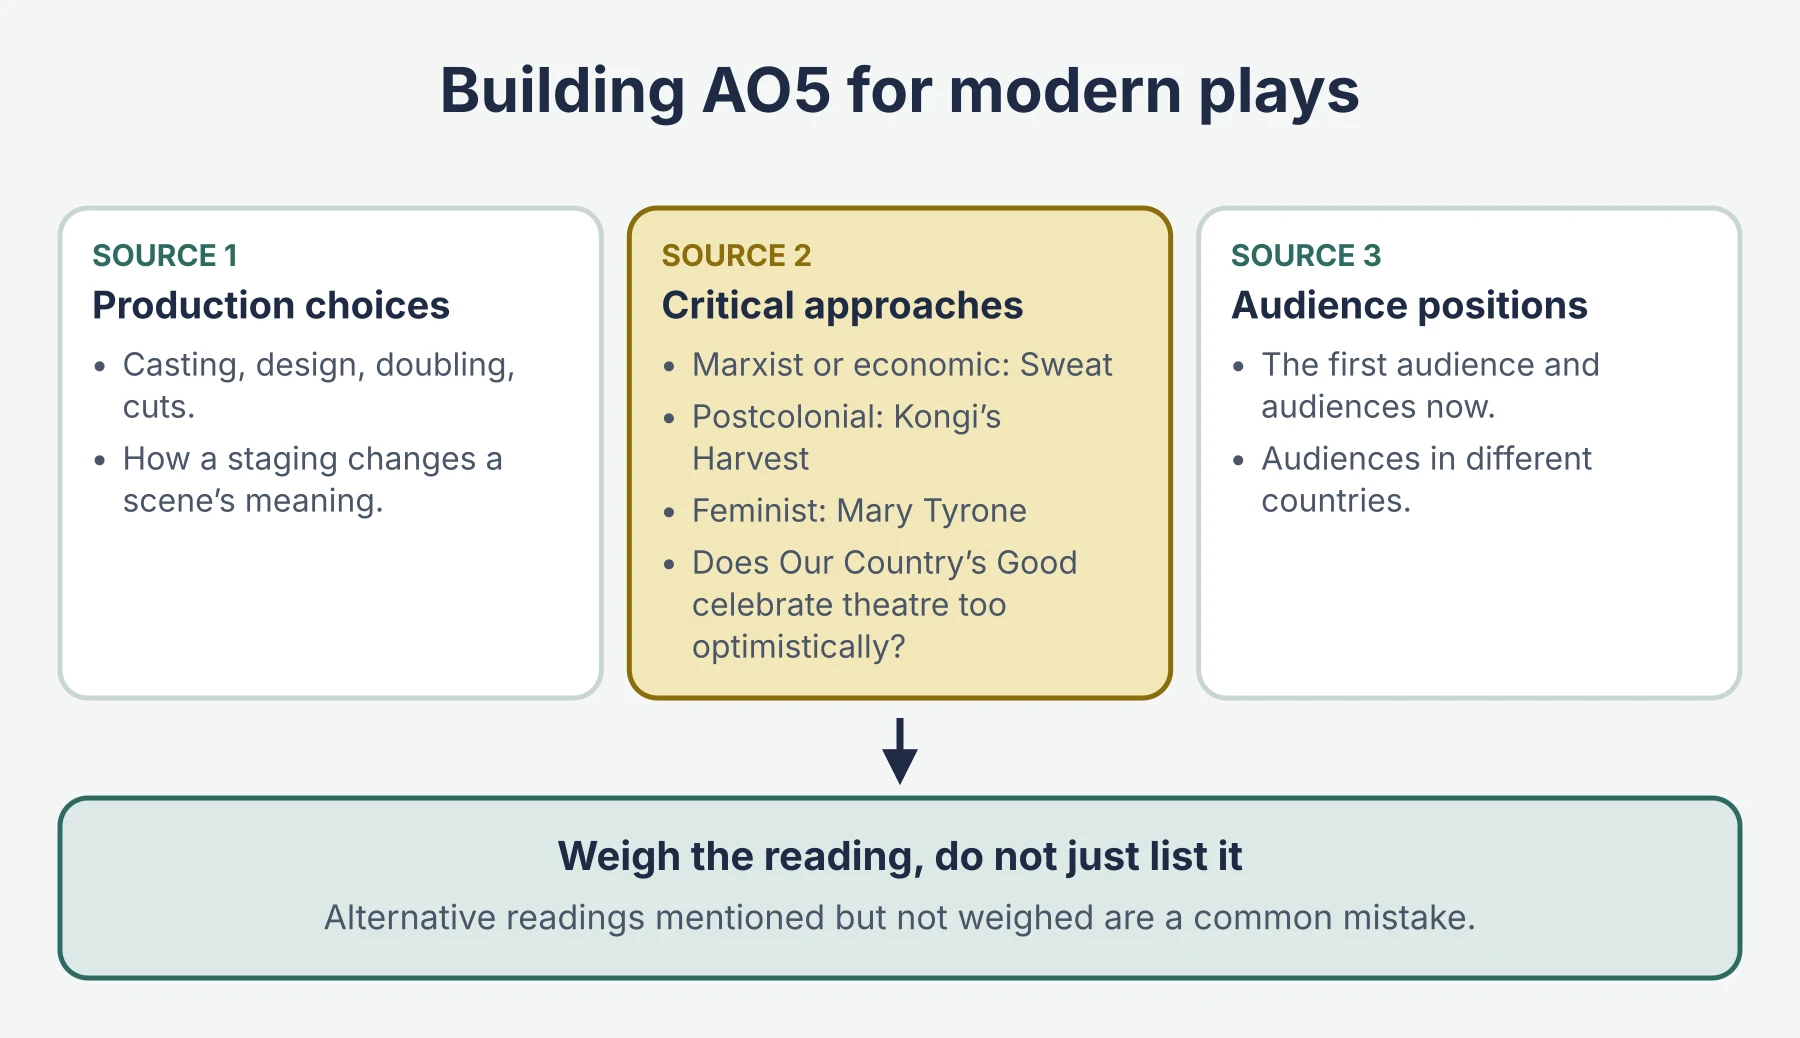 Building AO5 for modern plays
SOURCE 1
Production choices
• Casting, design, doubling,
cuts.
• How a staging changes a
scene’s meaning.
SOURCE 2
Critical approaches
• Marxist or economic: Sweat
• Postcolonial: Kongi’s
Harvest
• Feminist: Mary Tyrone
• Does Our Country’s Good
celebrate theatre too
optimistically?
SOURCE 3
Audience positions
• The first audience and
audiences now.
• Audiences in different
countries.
Weigh the reading, do not just list it
Alternative readings mentioned but not weighed are a common mistake.